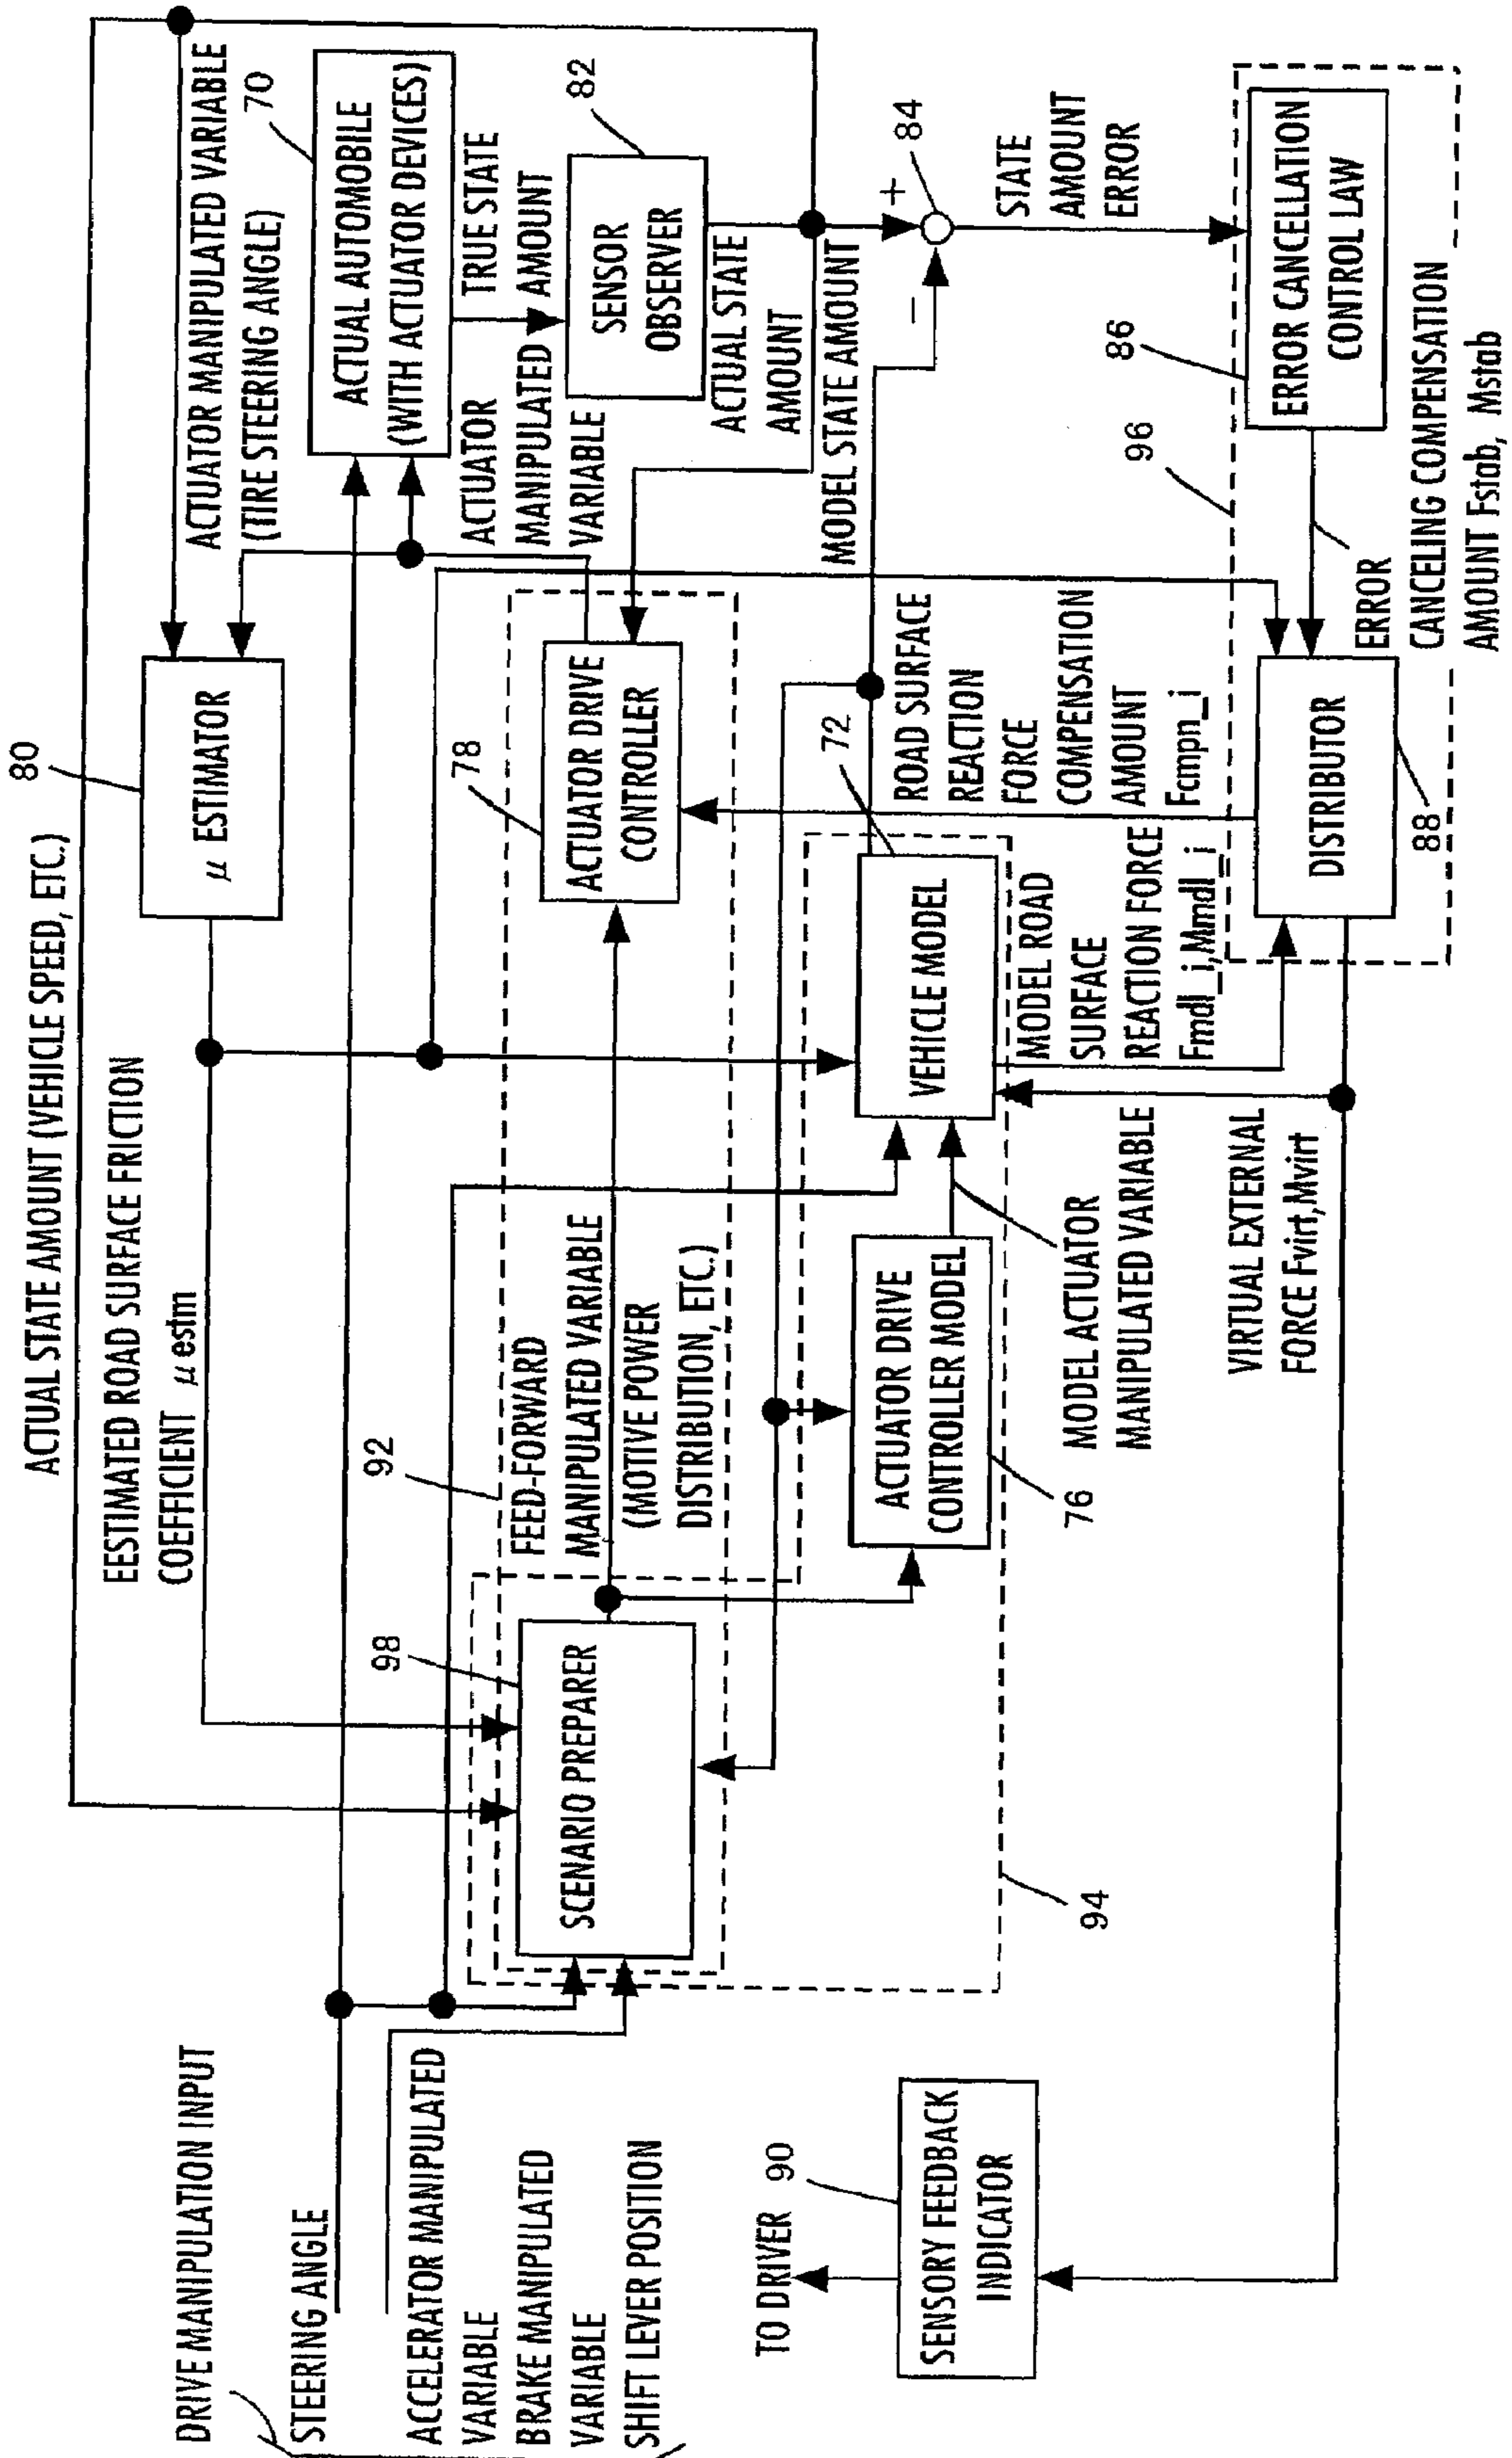 DRIVE MANIPULATION INPUT
STEERING ANGLE
ACCELERATOR MANIPULATED
VARIABLE
BRAKE MANIPULATED
VARIABLE
SHIFT LEVER POSITION
ACTUAL STATE AMOUNT (VEHICLE SPEED, ETC.)
EESTIMATED ROAD SURFACE FRICTION
COEFFICIENT μ estm
80
μ ESTIMATOR
ACTUATOR MANIPULATED VARIABLE
(TIRE STEERING ANGLE)
70
ACTUAL AUTOMOBILE
(WITH ACTUATOR DEVICES)
98
SCENARIO PREPARER
92
FEED-FORWARD
MANIPULATED VARIABLE
(MOTIVE POWER
DISTRIBUTION, ETC.)
78
ACTUATOR DRIVE
CONTROLLER
ACTUATOR
MANIPULATED
VARIABLE
TRUE STATE
AMOUNT
82
SENSOR
OBSERVER
ACTUAL STATE
AMOUNT
MODEL STATE AMOUNT
94
ACTUATOR DRIVE
CONTROLLER MODEL
76
MODEL ACTUATOR
MANIPULATED VARIABLE
72
VEHICLE MODEL
ROAD SURFACE
REACTION
FORCE
COMPENSATION
AMOUNT
Fcmpn_i
MODEL ROAD
SURFACE
REACTION FORCE
Fmdl_i,Mmdl_i
+
−
84
STATE
AMOUNT
ERROR
86
ERROR CANCELLATION
CONTROL LAW
96
DISTRIBUTOR
88
ERROR
CANCELING COMPENSATION
AMOUNT Fstab, Mstab
VIRTUAL EXTERNAL
FORCE Fvirt,Mvirt
TO DRIVER
90
SENSORY FEEDBACK
INDICATOR